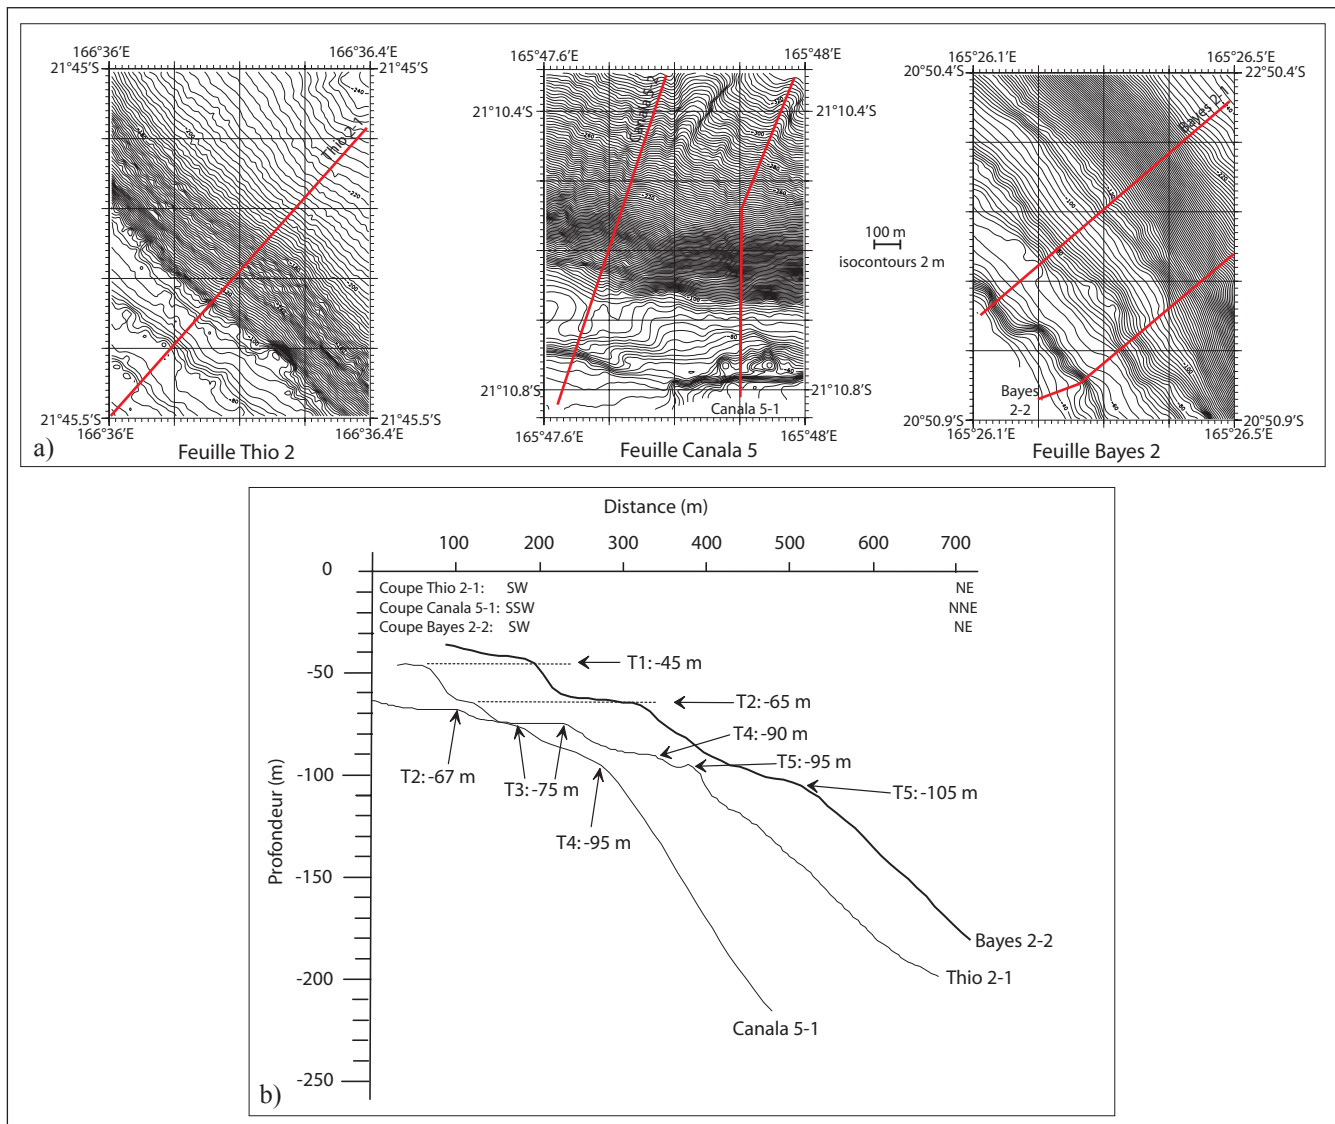 166°36′E 166°36.4′E
21°45′S 21°45′S
Thio 2-1
-240
-220
-80
21°45.5′S 21°45.5′S
166°36′E 166°36.4′E
Feuille Thio 2
165°47.6′E 165°48′E
21°10.4′S 21°10.4′S
Canala 5-5
21°10.8′S 21°10.8′S
Canala 5-1
165°47.6′E 165°48′E
Feuille Canala 5
100 m
isocontours 2 m
165°26.1′E 165°26.5′E
20°50.4′S 22°50.4′S
Bayes 2-1
Bayes
2-2
20°50.9′S 20°50.9′S
165°26.1′E 165°26.5′E
Feuille Bayes 2
a)
Distance (m)
100 200 300 400 500 600 700
0
Coupe Thio 2-1: SW NE
Coupe Canala 5-1: SSW NNE
Coupe Bayes 2-2: SW NE
T1: -45 m
-50
T2: -65 m
T4: -90 m
T5: -95 m
T2: -67 m
T3: -75 m
-100
T5: -105 m
T4: -95 m
Profondeur (m)
-150
Bayes 2-2
-200
Thio 2-1
Canala 5-1
-250
b)